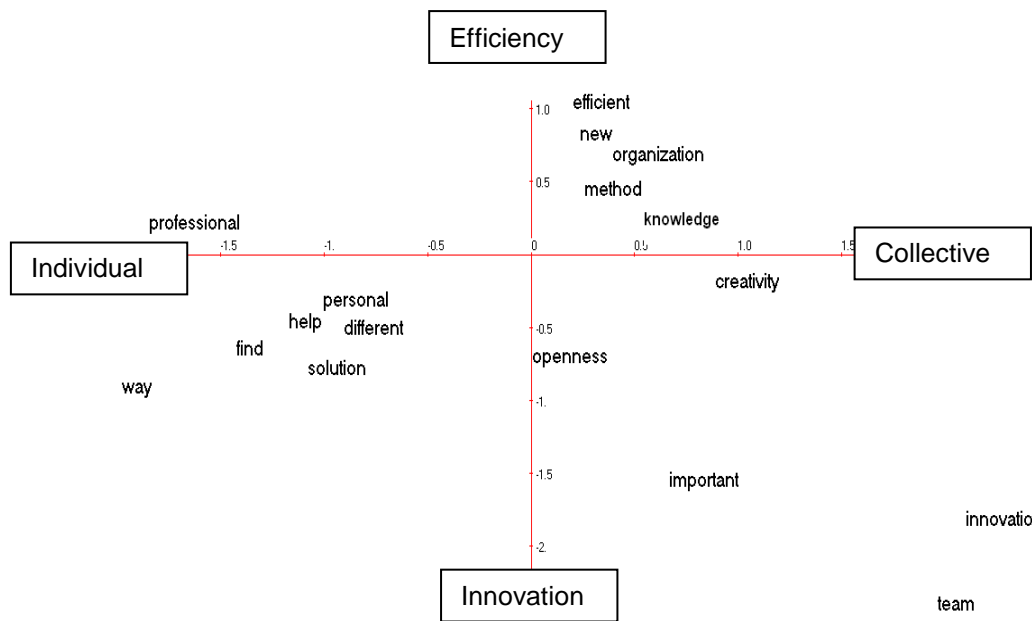 Efficiency
efficient
1.0
new
organization
0.5
method
professional
knowledge
-1.5
-1.
-0.5
0
0.5
1.0
1.5
Individual
Collective
creativity
personal
help
different
-0.5
find
openness
solution
way
-1.
important
-1.5
innovatio
-2.
Innovation
team